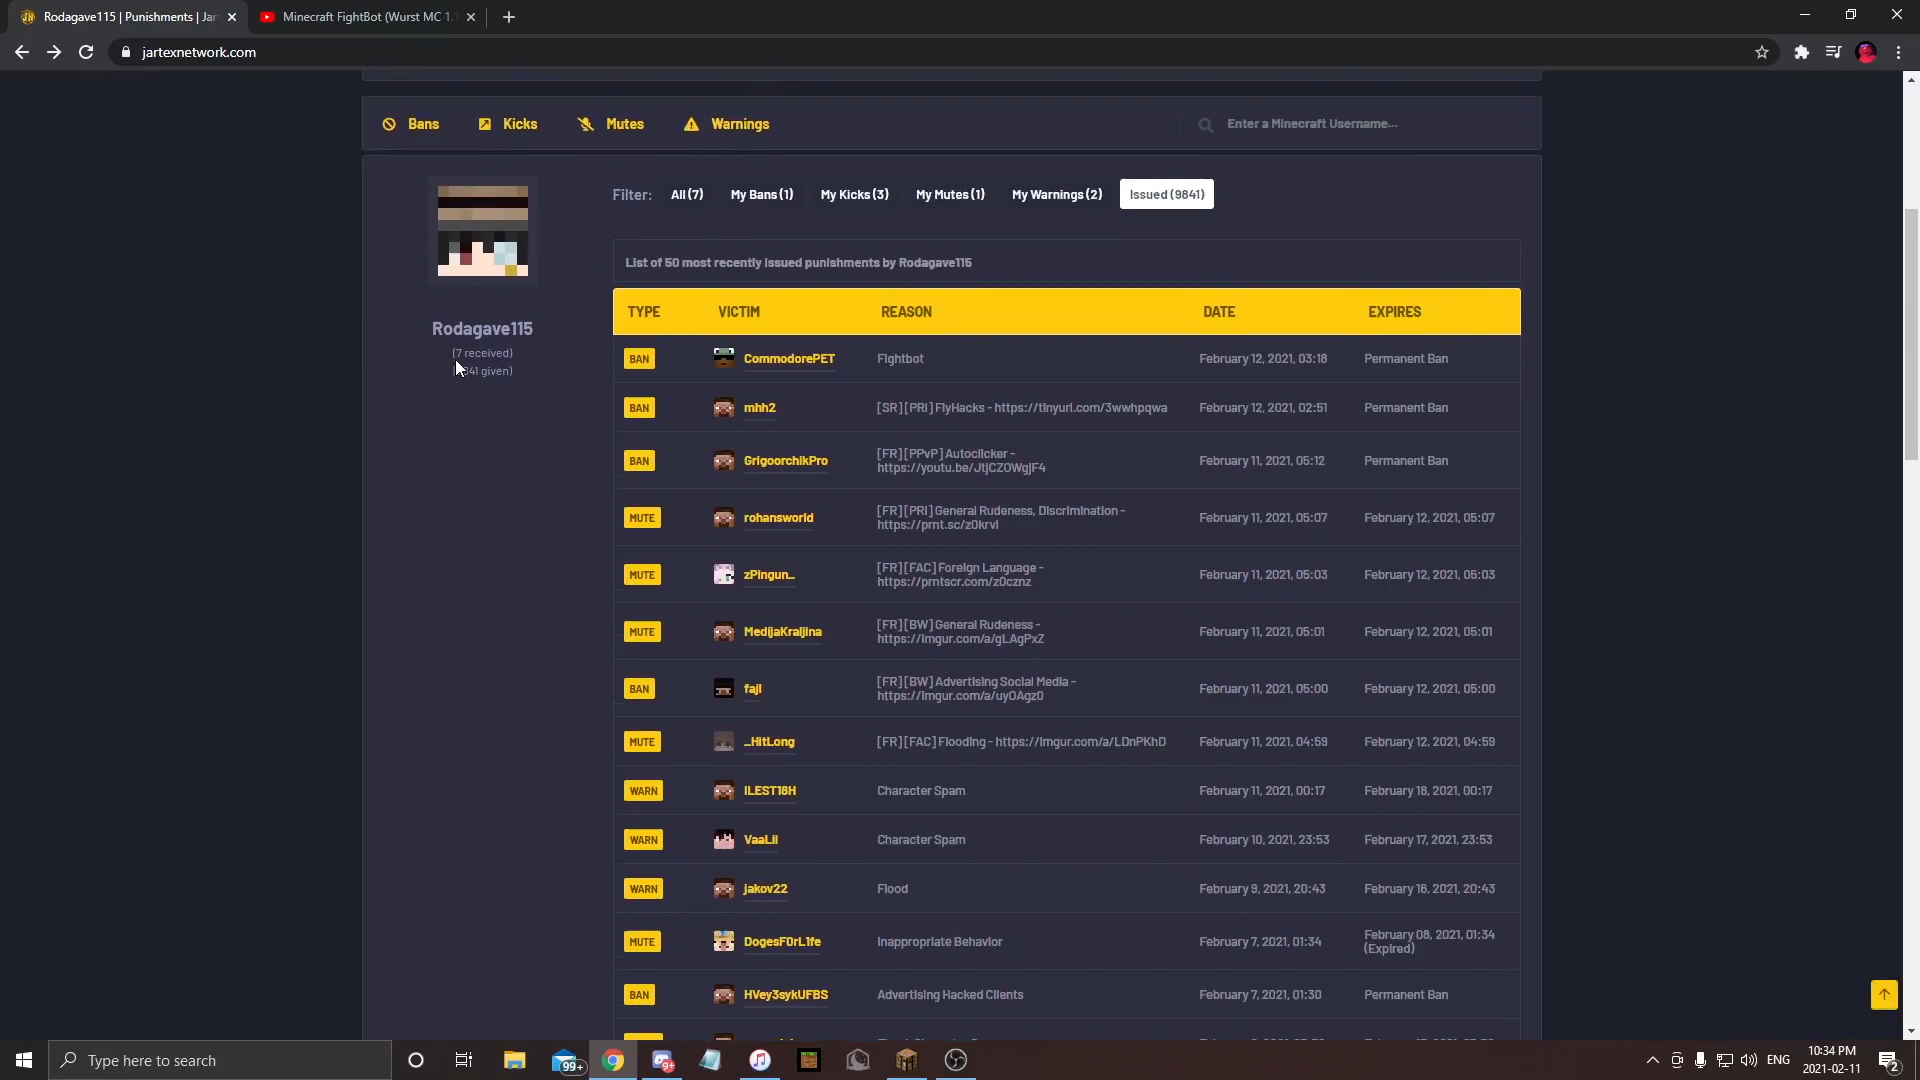 Rodagave115 | Punishments | Jar
Minecraft FightBot (Wurst MC 1.
jartexnetwork.com
Bans
Kicks
Mutes
Warnings
Enter a Minecraft Username...
Filter: All (7) My Bans (1) My Kicks (3) My Mutes (1) My Warnings (2) Issued (9841)
Rodagave115
(7 received)
41 given)
List of 50 most recently issued punishments by Rodagave115
TYPE VICTIM REASON DATE EXPIRES
BAN CommodorePET Fightbot February 12, 2021, 03:18 Permanent Ban
BAN mhh2 [SR] [PRI] FlyHacks - https://tinyurl.com/3wwhpqwa February 12, 2021, 02:51 Permanent Ban
BAN GrigoorchikPro [FR] [PPvP] Autoclicker -
https://youtu.be/JtjCZOWgjF4 February 11, 2021, 05:12 Permanent Ban
MUTE rohansworld [FR] [PRI] General Rudeness, Discrimination -
https://prnt.sc/z0krvl February 11, 2021, 05:07 February 12, 2021, 05:07
MUTE zPingun_ [FR] [FAC] Foreign Language -
https://prntscr.com/z0cznz February 11, 2021, 05:03 February 12, 2021, 05:03
MUTE MedijaKraljina [FR] [BW] General Rudeness -
https://imgur.com/a/gLAgPxZ February 11, 2021, 05:01 February 12, 2021, 05:01
BAN fajl [FR] [BW] Advertising Social Media -
https://imgur.com/a/uyOAgz0 February 11, 2021, 05:00 February 12, 2021, 05:00
MUTE _HitLong [FR] [FAC] Flooding - https://imgur.com/a/LDnPKhD February 11, 2021, 04:59 February 12, 2021, 04:59
WARN ILEST18H Character Spam February 11, 2021, 00:17 February 18, 2021, 00:17
WARN VaaLii Character Spam February 10, 2021, 23:53 February 17, 2021, 23:53
WARN jakov22 Flood February 9, 2021, 20:43 February 16, 2021, 20:43
MUTE DogesF0rL1fe Inappropriate Behavior February 7, 2021, 01:34 February 08, 2021, 01:34
(Expired)
BAN HVey3sykUFBS Advertising Hacked Clients February 7, 2021, 01:30 Permanent Ban
Type here to search
99+
9+
ENG
10:34 PM
2021-02-11
2